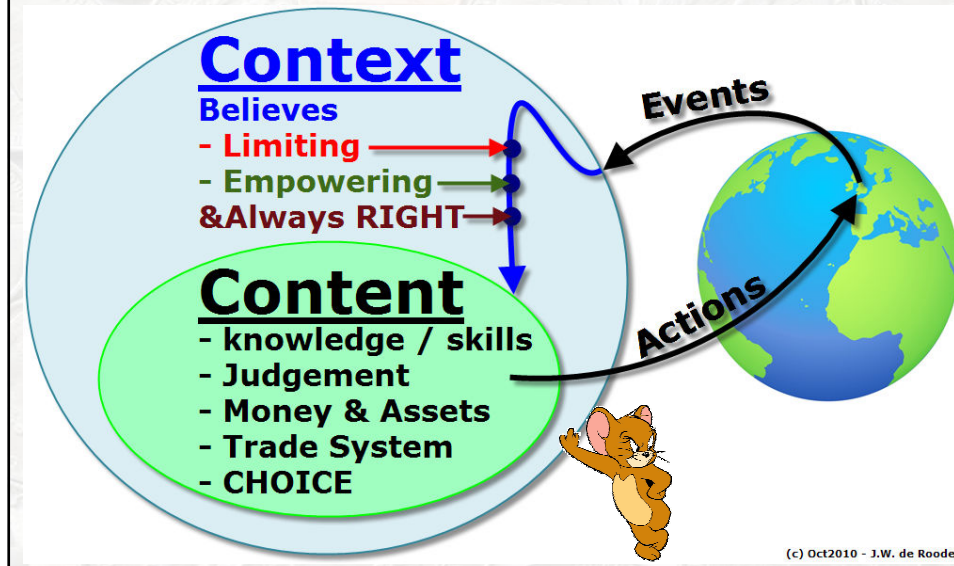 Context
Believes
- Limiting
- Empowering
&Always RIGHT
Content
- knowledge / skills
- Judgement
- Money & Assets
- Trade System
- CHOICE
Events
Actions
(c) Oct2010 - J.W. de Roode